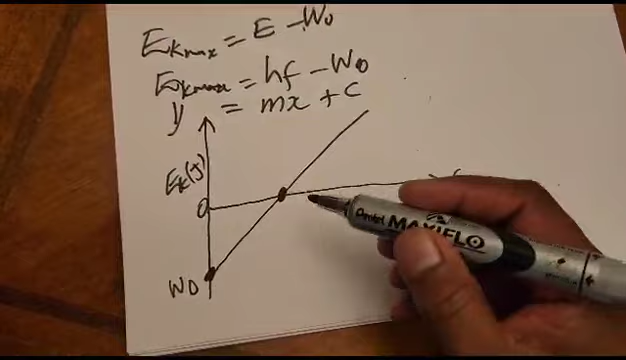 Ekmax = E - W0
Ekmax = hf - W0
y = mx + c
Ek(J)
0
W0
Pentel MAXIFLO